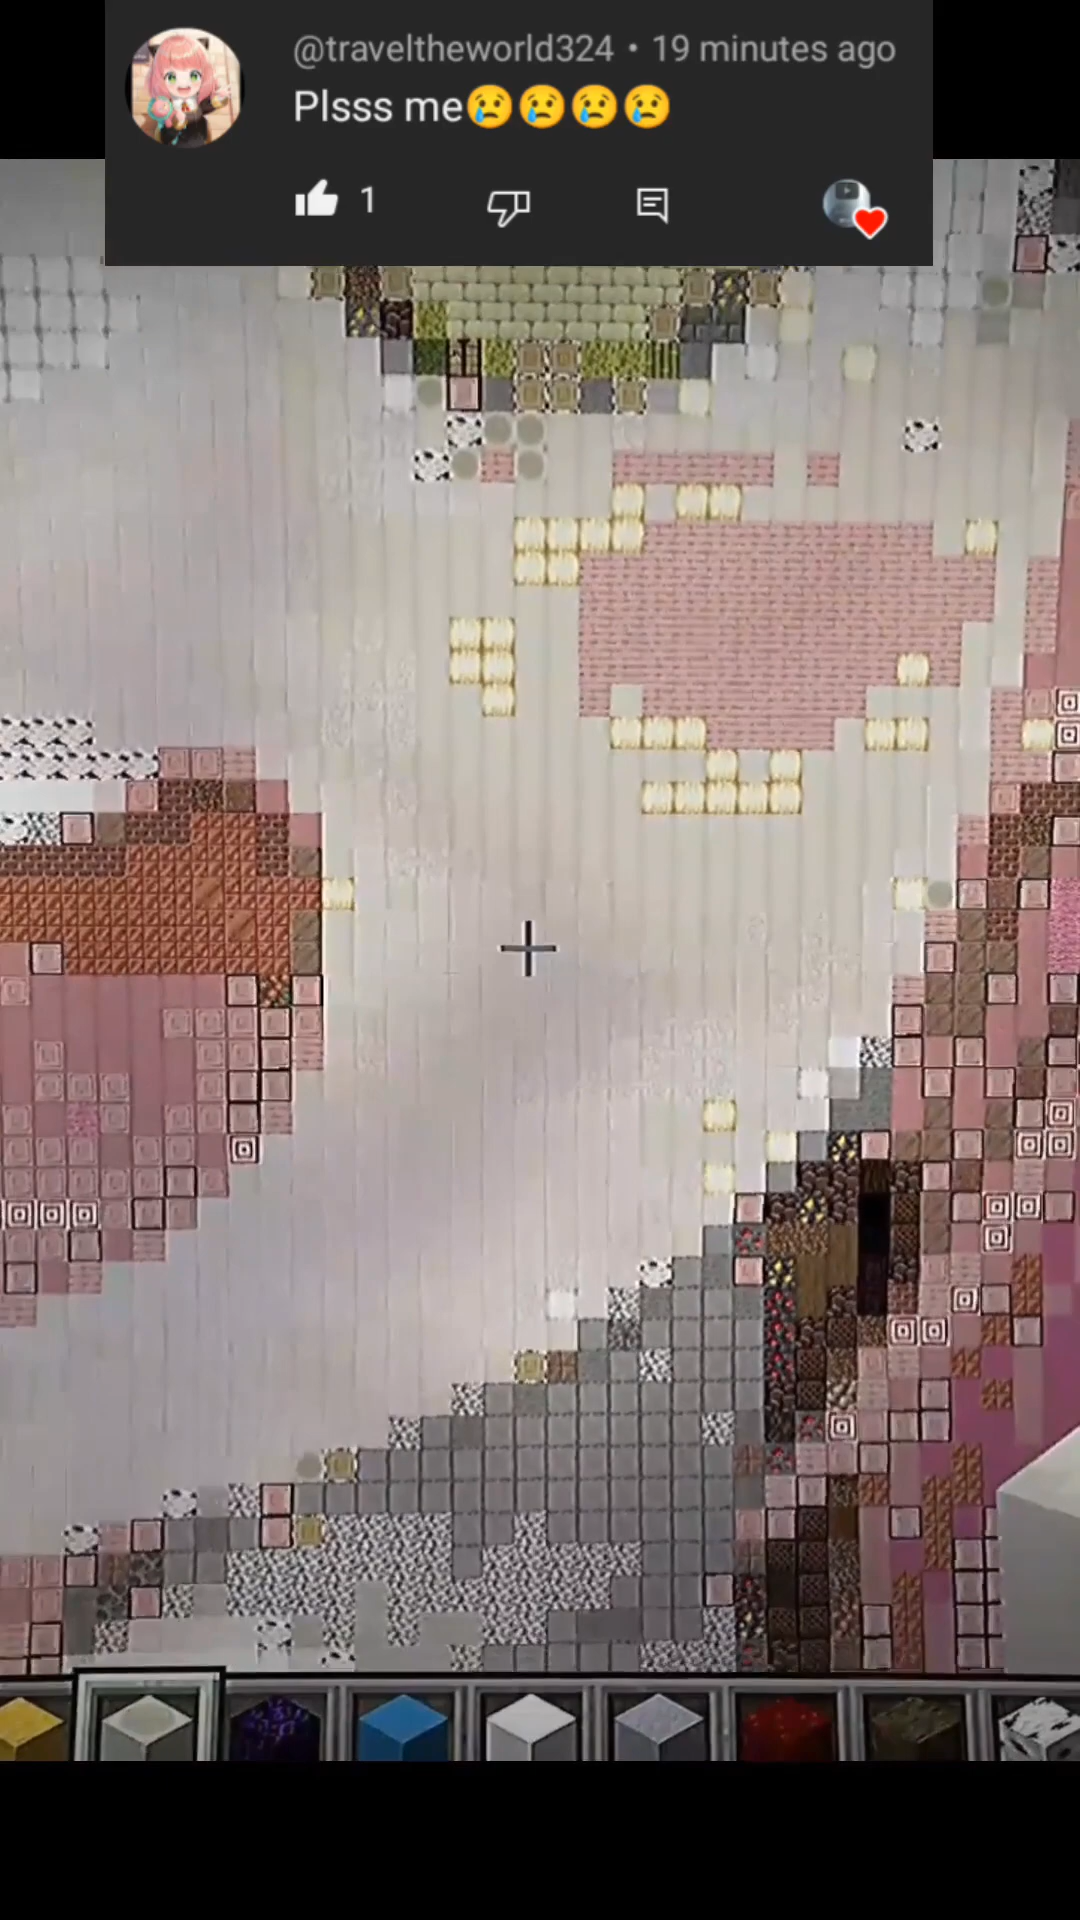 @traveltheworld324 • 19 minutes ago
Plsss me😢😢😢😢
1